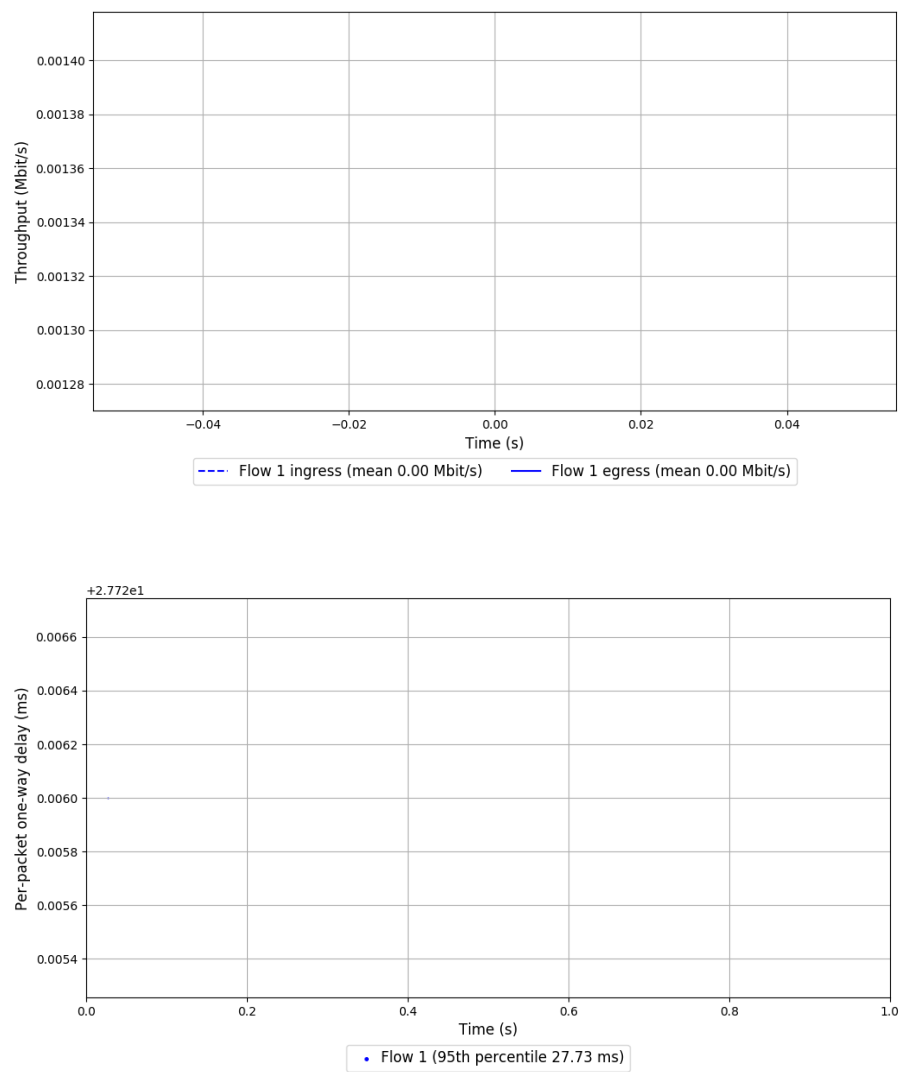 0.00140
0.00138
0.00136
0.00134
0.00132
0.00130
0.00128
Throughput (Mbit/s)
−0.04 −0.02 0.00 0.02 0.04
Time (s)
Flow 1 ingress (mean 0.00 Mbit/s) Flow 1 egress (mean 0.00 Mbit/s)
+2.772e1
0.0066
0.0064
0.0062
0.0060
0.0058
0.0056
0.0054
Per-packet one-way delay (ms)
0.0 0.2 0.4 0.6 0.8 1.0
Time (s)
Flow 1 (95th percentile 27.73 ms)